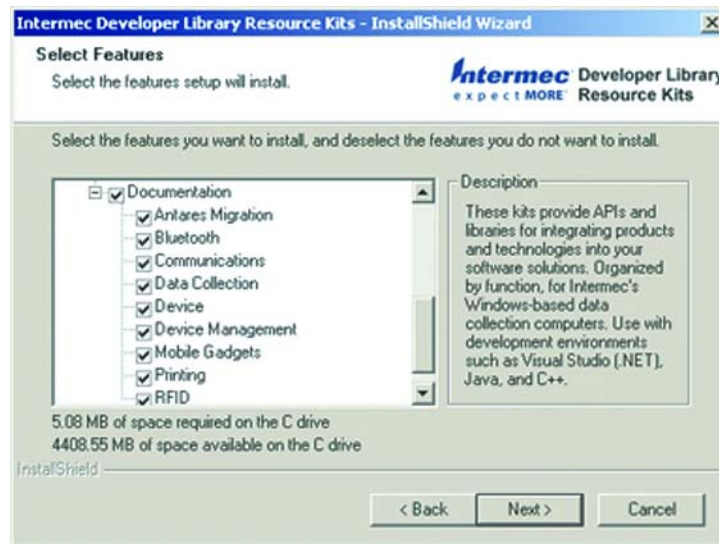 Intermec Developer Library Resource Kits - InstallShield Wizard
Select Features
Select the features setup will install.
Intermec Developer Library
expect MORE Resource Kits
Select the features you want to install, and deselect the features you do not want to install.
Documentation
Antares Migration
Bluetooth
Communications
Data Collection
Device
Device Management
Mobile Gadgets
Printing
RFID
Description
These kits provide APIs and
libraries for integrating products
and technologies into your
software solutions. Organized
by function, for Intermec's
Windows-based data
collection computers. Use with
development environments
such as Visual Studio (.NET),
Java, and C++.
5.08 MB of space required on the C drive
4408.55 MB of space available on the C drive
InstallShield
< Back
Next >
Cancel